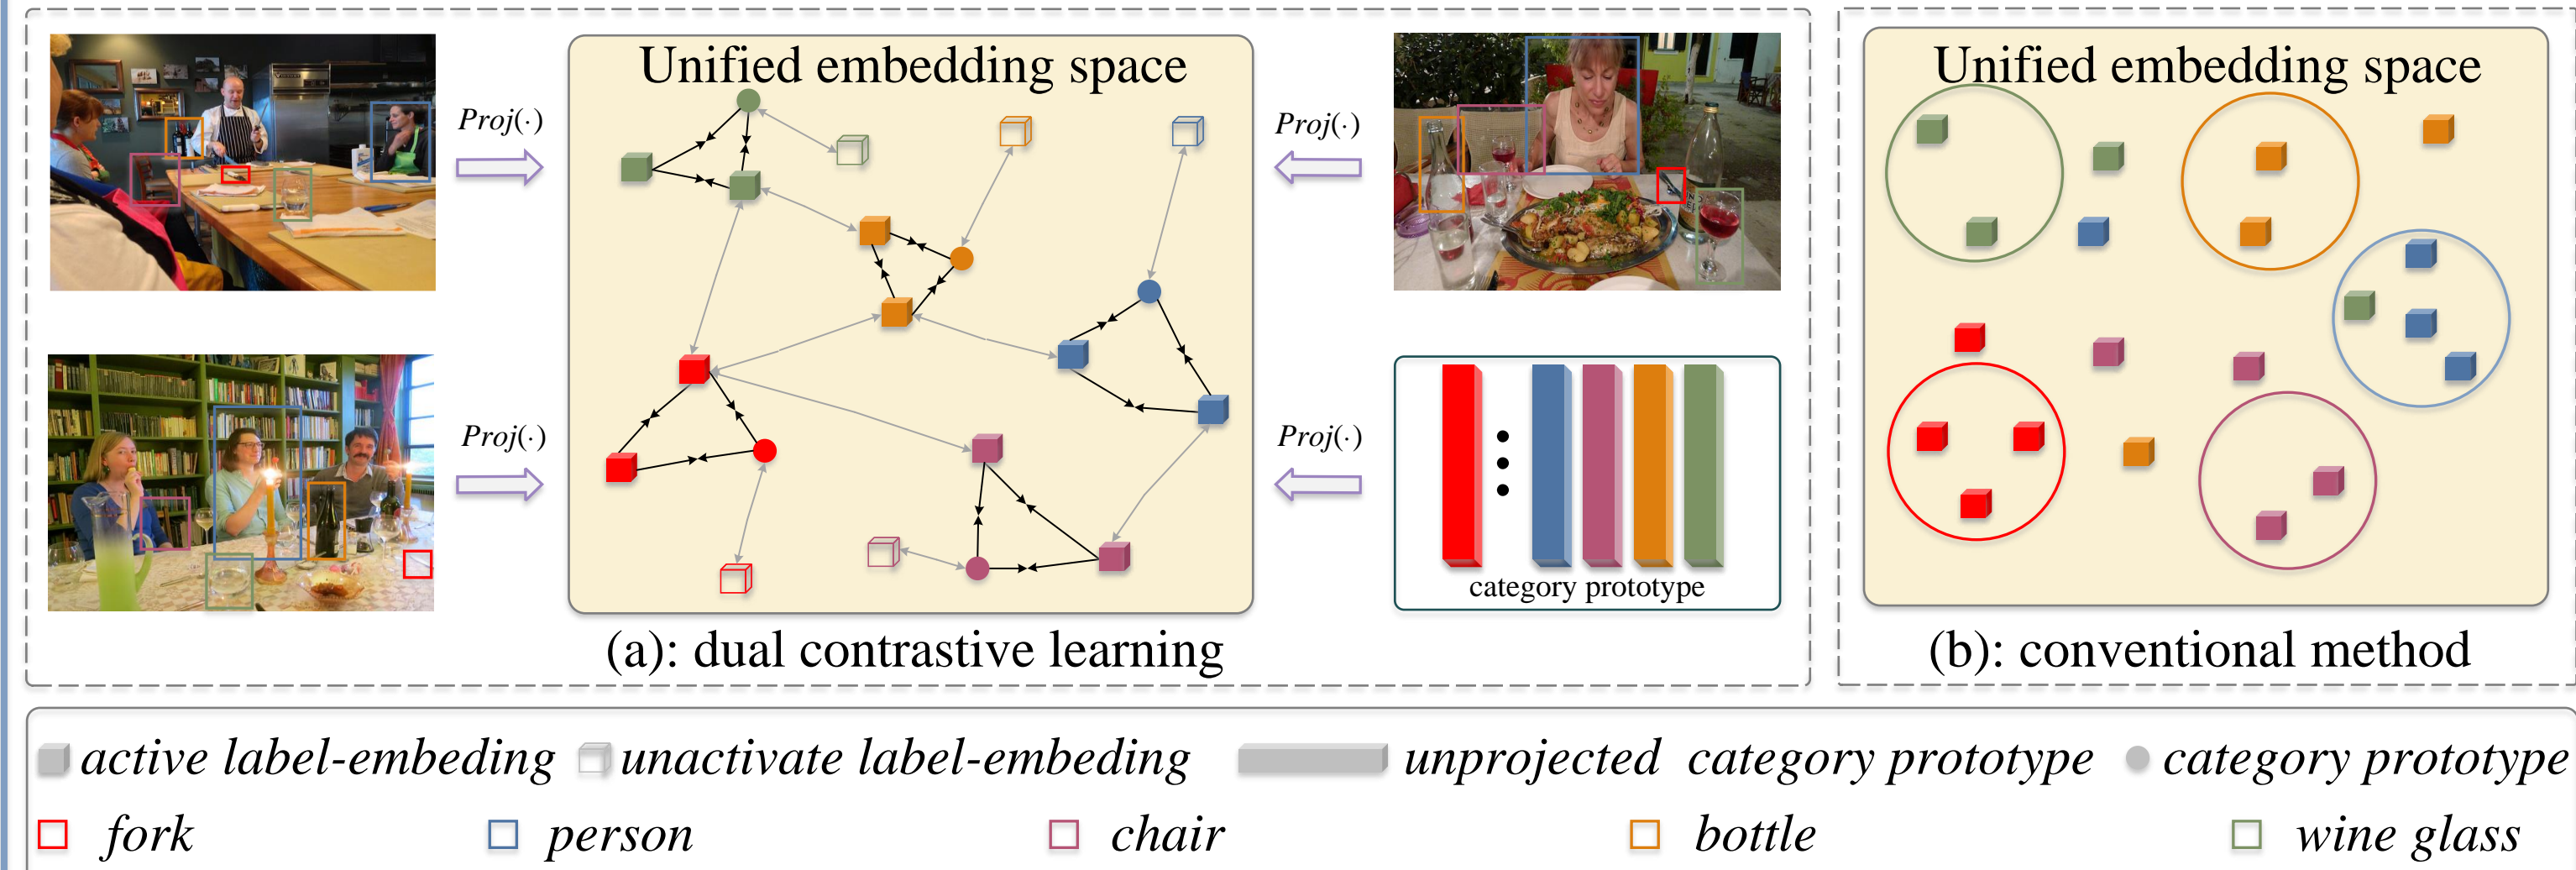 Unified embedding space
Proj(·)
Proj(·)
Proj(·)
Proj(·)
category prototype
(a): dual contrastive learning
Unified embedding space
(b): conventional method
active label-embeding
unactivate label-embeding
unprojected category prototype
category prototype
fork
person
chair
bottle
wine glass